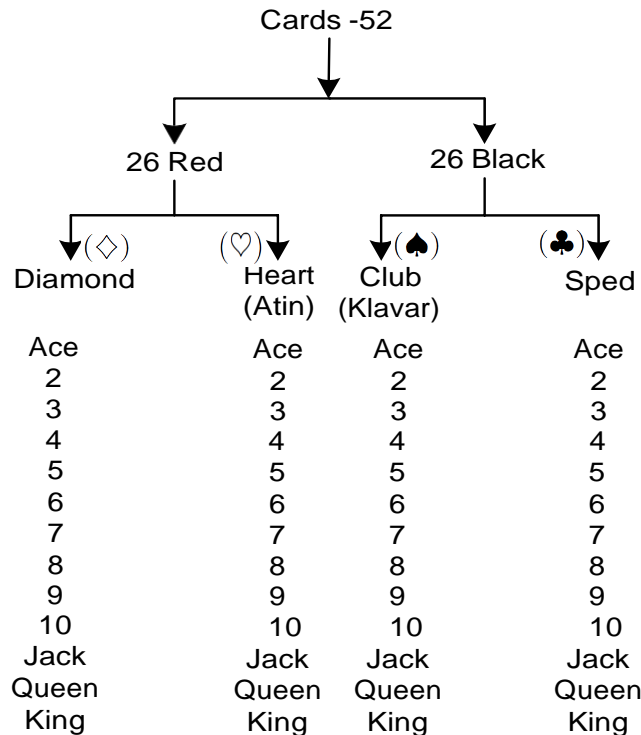 Cards -52
26 Red 26 Black
(♢) (♡) (♠) (♣)
Diamond Heart Club Sped
(Atin) (Klavar)
Ace Ace Ace Ace
2 2 2 2
3 3 3 3
4 4 4 4
5 5 5 5
6 6 6 6
7 7 7 7
8 8 8 8
9 9 9 9
10 10 10 10
Jack Jack Jack Jack
Queen Queen Queen Queen
King King King King